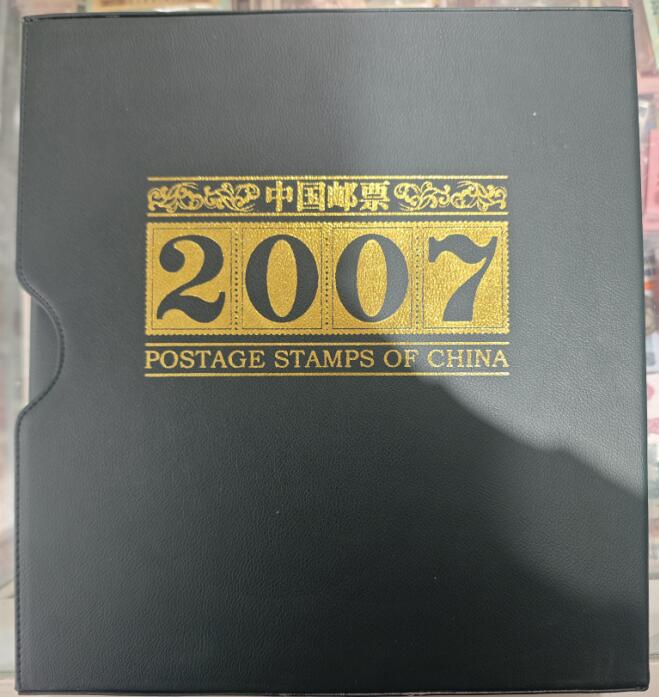 中国邮票
2007
POSTAGE STAMPS OF CHINA